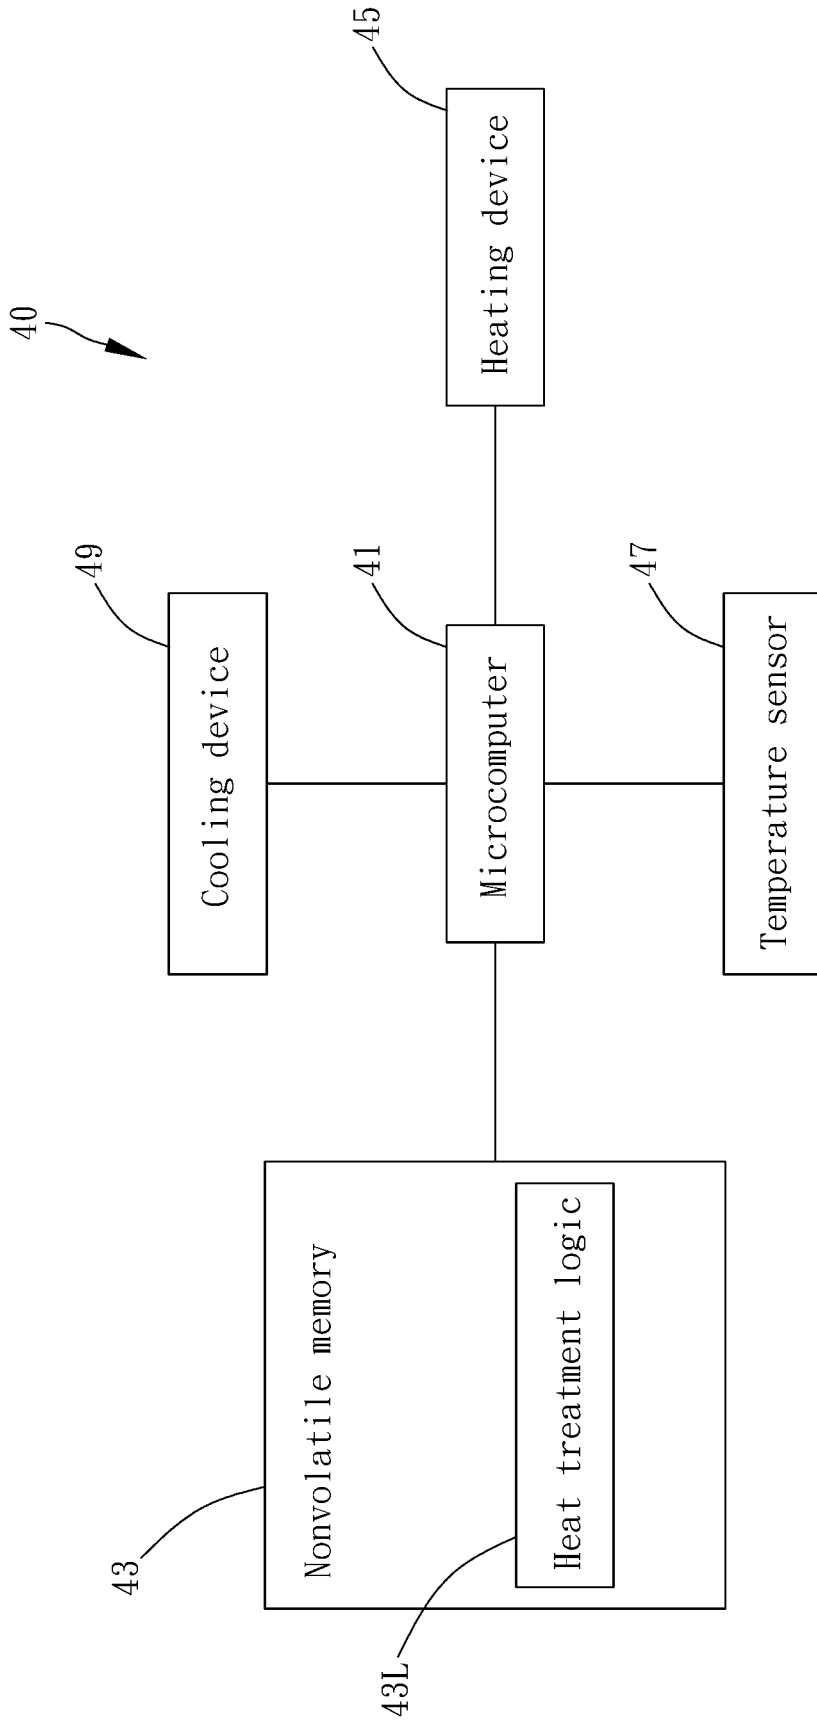 40
43
Nonvolatile memory
43L
Heat treatment logic
49
Cooling device
41
Microcomputer
47
Temperature sensor
45
Heating device